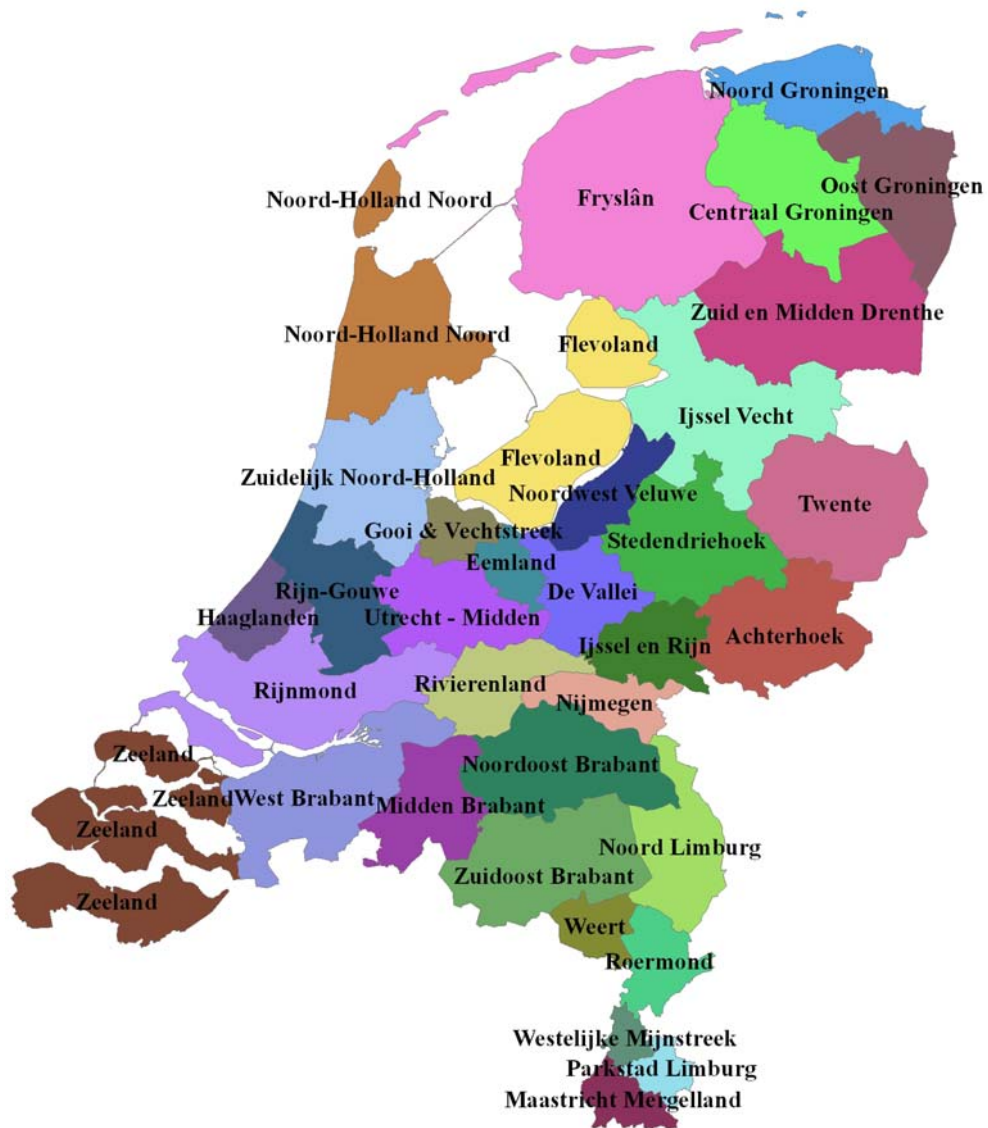 Noord Groningen
Oost Groningen
Noord-Holland Noord
Fryslân
Centraal Groningen
Zuid en Midden Drenthe
Noord-Holland Noord
Flevoland
Ijssel Vecht
Flevoland
Zuidelijk Noord-Holland
Noordwest Veluwe
Twente
Gooi & Vechtstreek
Stedendriehoek
Eemland
Rijn-Gouwe
De Vallei
Haaglanden
Utrecht - Midden
Achterhoek
Ijssel en Rijn
Rijnmond
Rivierenland
Nijmegen
Zeeland
Noordoost Brabant
Zeeland
West Brabant
Midden Brabant
Zeeland
Noord Limburg
Zuidoost Brabant
Zeeland
Weert
Roermond
Westelijke Mijnstreek
Parkstad Limburg
Maastricht Mergelland